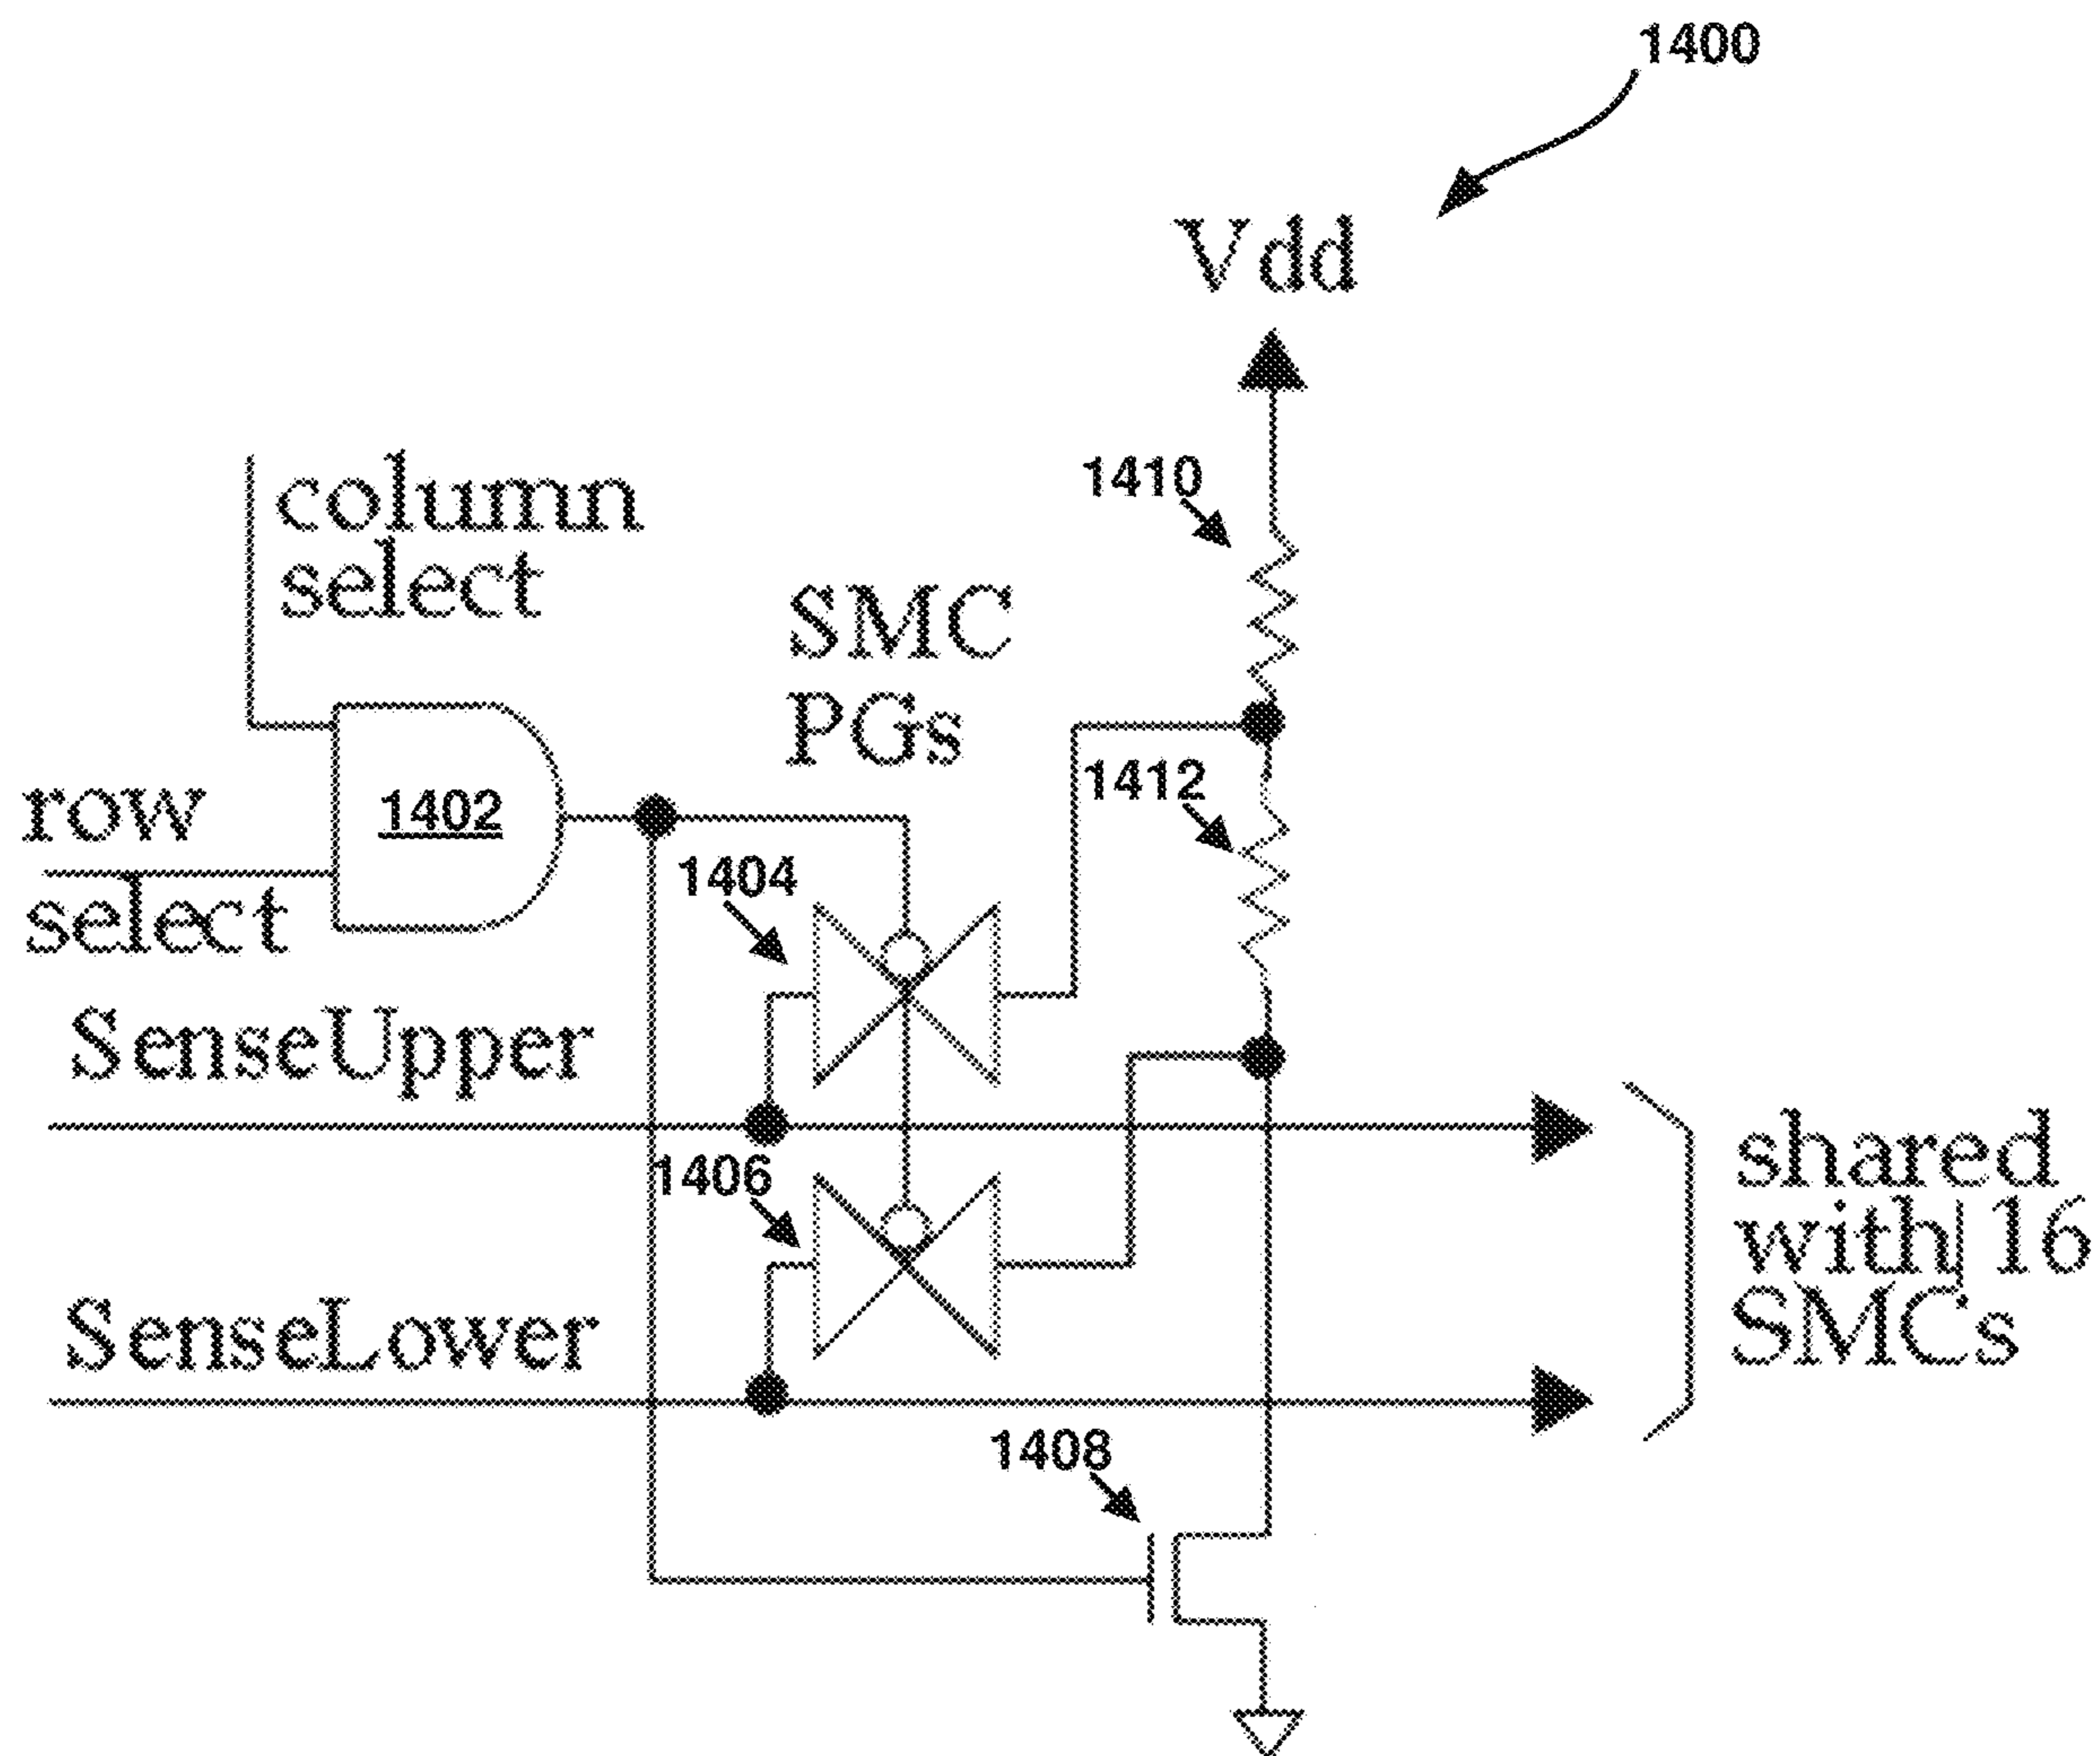 1400
Vdd
1410
column
select
SMC
PGs
1412
row
select
1402
1404
SenseUpper
1406
SenseLower
1408
shared
with 16
SMCs